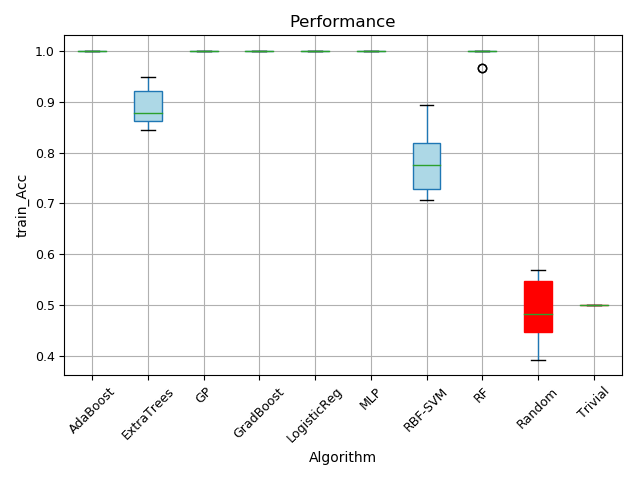 Performance
1.0
0.9
0.8
0.7
0.6
0.5
0.4
train_Acc
AdaBoost
ExtraTrees
GP
GradBoost
LogisticReg
MLP
RBF-SVM
RF
Random
Trivial
Algorithm